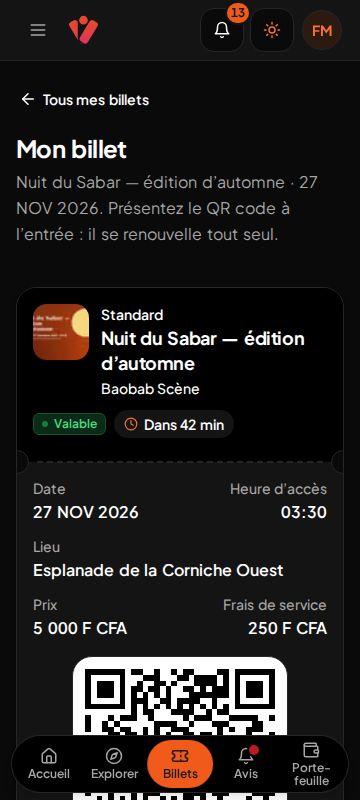 13
FM
Tous mes billets
Mon billet
Nuit du Sabar — édition d’automne · 27
NOV 2026. Présentez le QR code à
l’entrée : il se renouvelle tout seul.
Standard
Nuit du Sabar — édition
d’automne
Baobab Scène
Valable
Dans 42 min
Date
Heure d’accès
27 NOV 2026
03:30
Lieu
Esplanade de la Corniche Ouest
Prix
Frais de service
5 000 F CFA
250 F CFA
Accueil
Explorer
Billets
Avis
Porte-
feuille